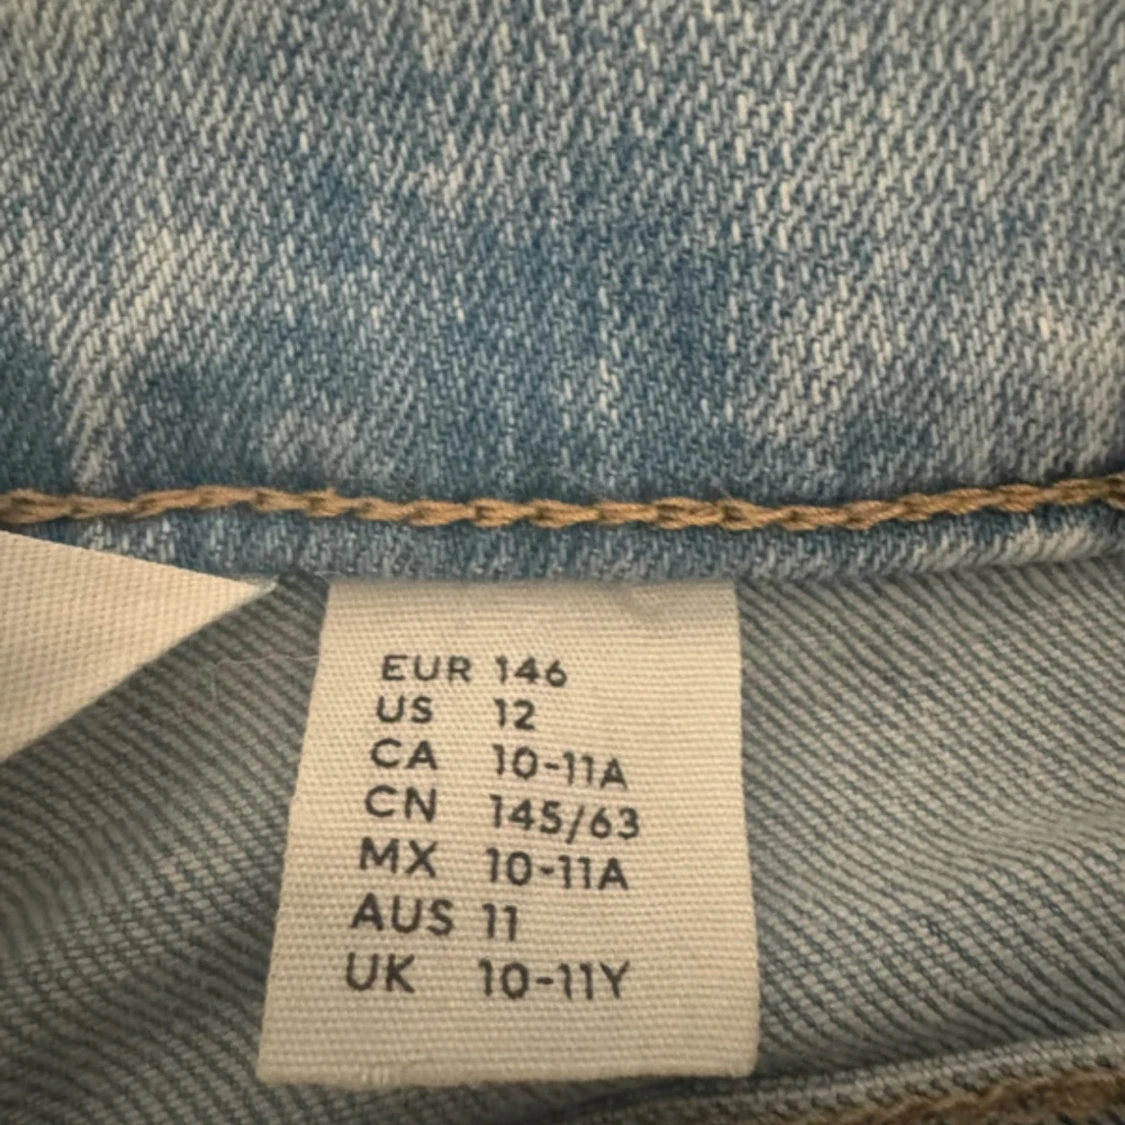 EUR 146
US 12
CA 10-11A
CN 145/63
MX 10-11A
AUS 11
UK 10-11Y